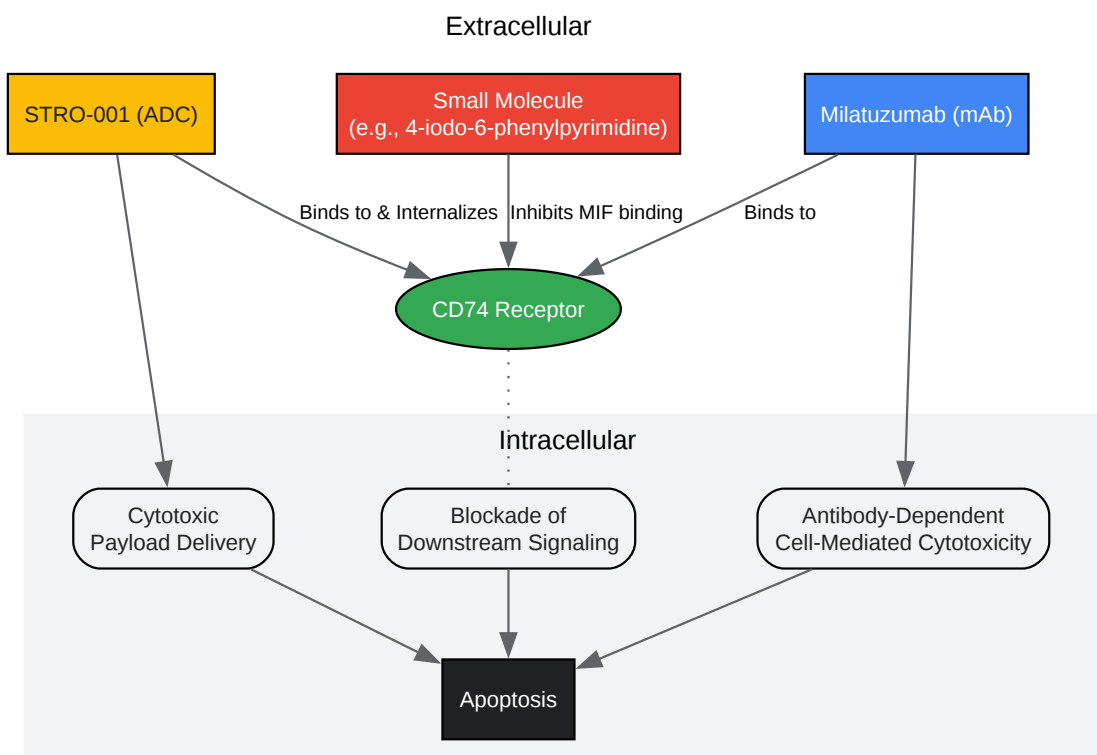 Extracellular
STRO-001 (ADC)
Small Molecule
(e.g., 4-iodo-6-phenylpyrimidine)
Milatuzumab (mAb)
Binds to & Internalizes
Inhibits MIF binding
Binds to
CD74 Receptor
Intracellular
Cytotoxic
Payload Delivery
Blockade of
Downstream Signaling
Antibody-Dependent
Cell-Mediated Cytotoxicity
Apoptosis